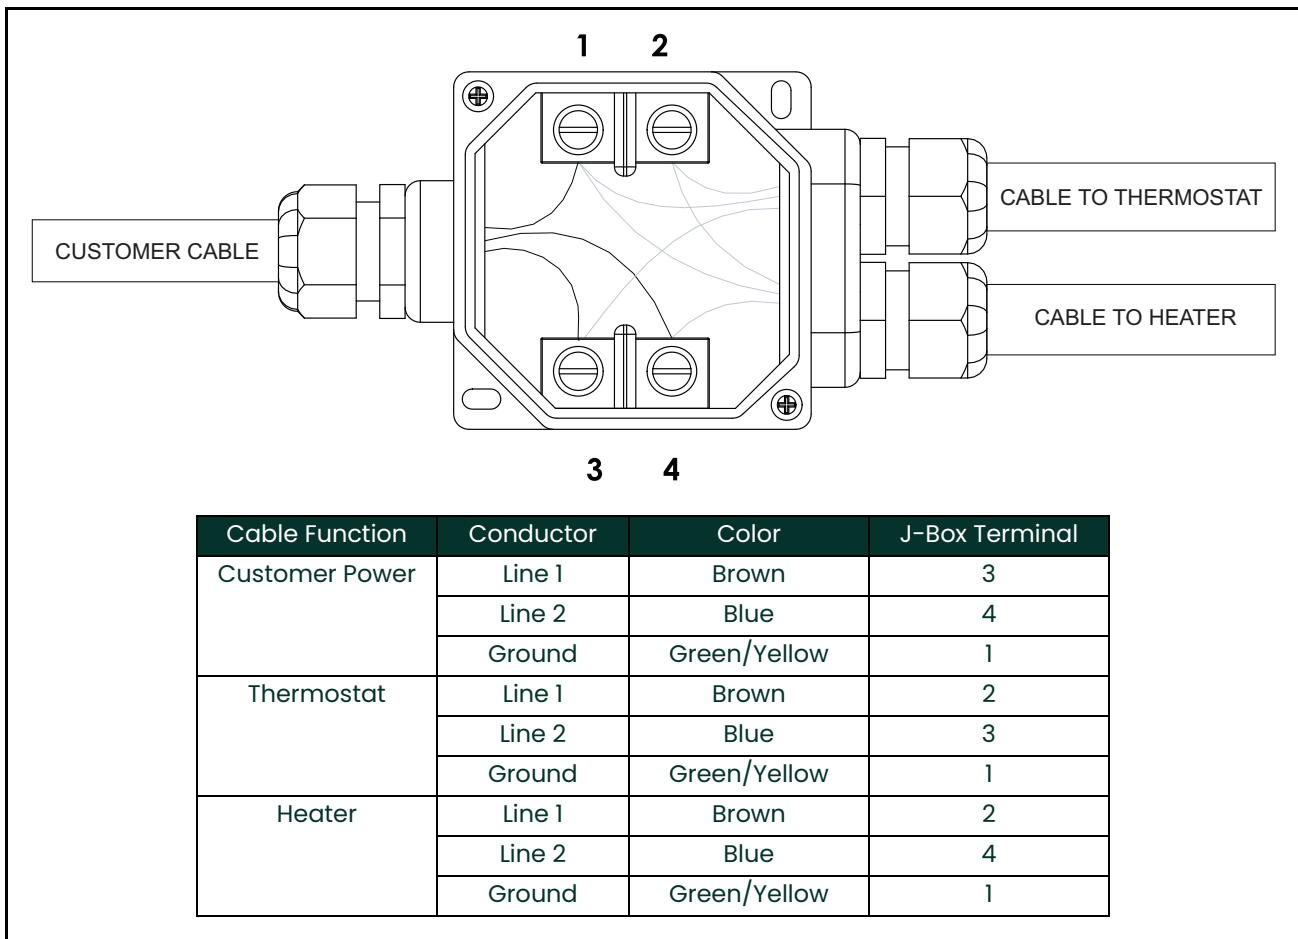 1 2
CUSTOMER CABLE
CABLE TO THERMOSTAT
CABLE TO HEATER
3 4
Cable Function Conductor Color J-Box Terminal
Customer Power Line 1 Brown 3
Line 2 Blue 4
Ground Green/Yellow 1
Thermostat Line 1 Brown 2
Line 2 Blue 3
Ground Green/Yellow 1
Heater Line 1 Brown 2
Line 2 Blue 4
Ground Green/Yellow 1